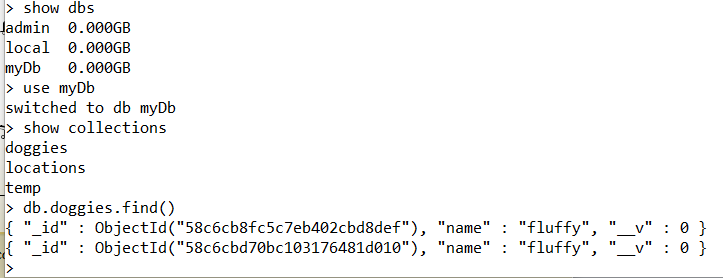 > show dbs
admin  0.000GB
local  0.000GB
myDb   0.000GB
> use myDb
switched to db myDb
> show collections
doggies
locations
temp
> db.doggies.find()
{ "_id" : ObjectId("58c6cb8fc5c7eb402cbd8def"), "name" : "fluffy", "__v" : 0 }
{ "_id" : ObjectId("58c6cbd70bc103176481d010"), "name" : "fluffy", "__v" : 0 }
>